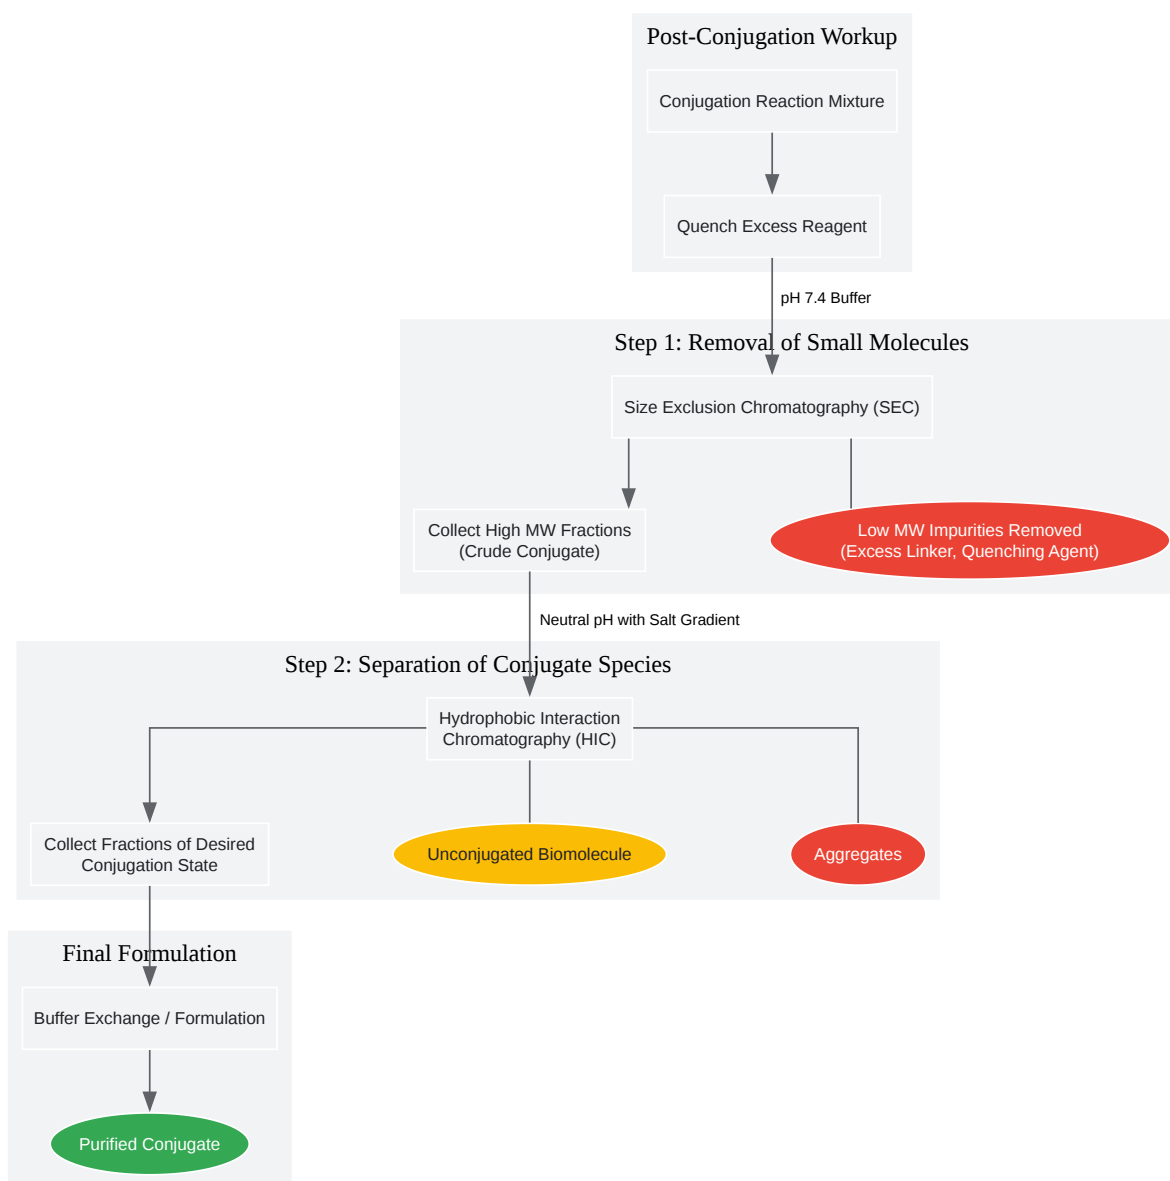 Post-Conjugation Workup
Conjugation Reaction Mixture
Quench Excess Reagent
pH 7.4 Buffer
Step 1: Removal of Small Molecules
Size Exclusion Chromatography (SEC)
Collect High MW Fractions
(Crude Conjugate)
Low MW Impurities Removed
(Excess Linker, Quenching Agent)
Neutral pH with Salt Gradient
Step 2: Separation of Conjugate Species
Hydrophobic Interaction
Chromatography (HIC)
Collect Fractions of Desired
Conjugation State
Unconjugated Biomolecule
Aggregates
Final Formulation
Buffer Exchange / Formulation
Purified Conjugate